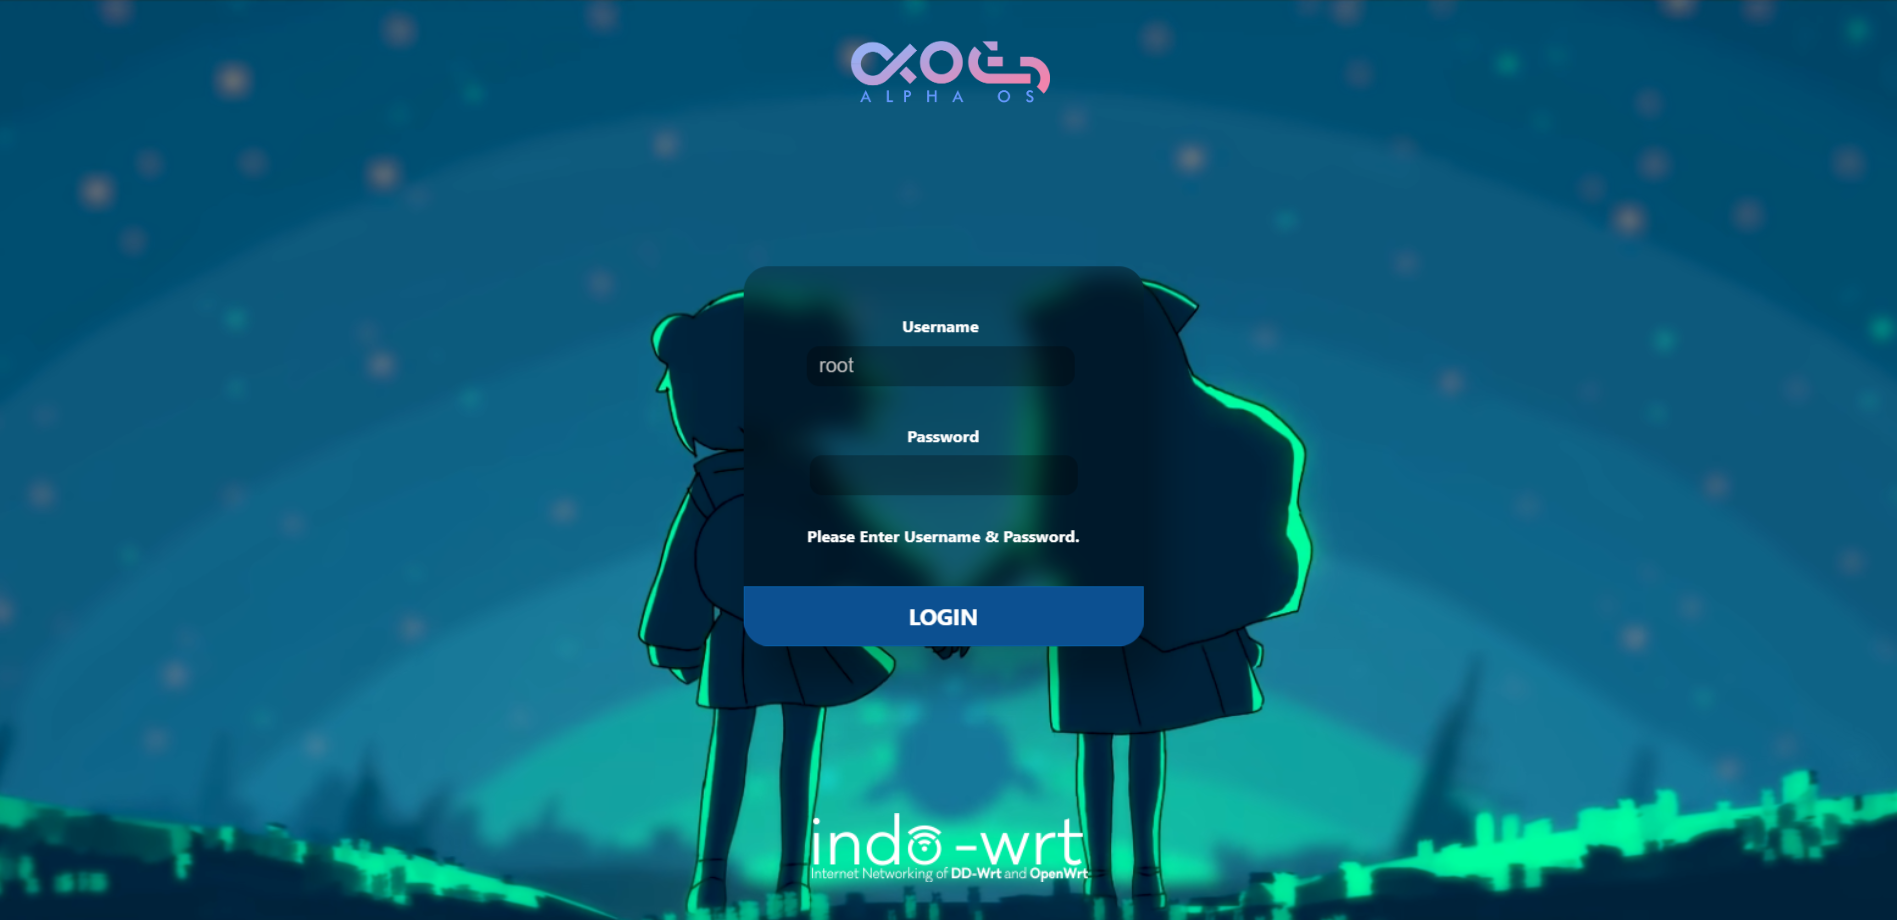 ALPHA OS
Username
root
Password
Please Enter Username & Password.
LOGIN
indo-wrt
Internet Networking of DD-Wrt and OpenWrt